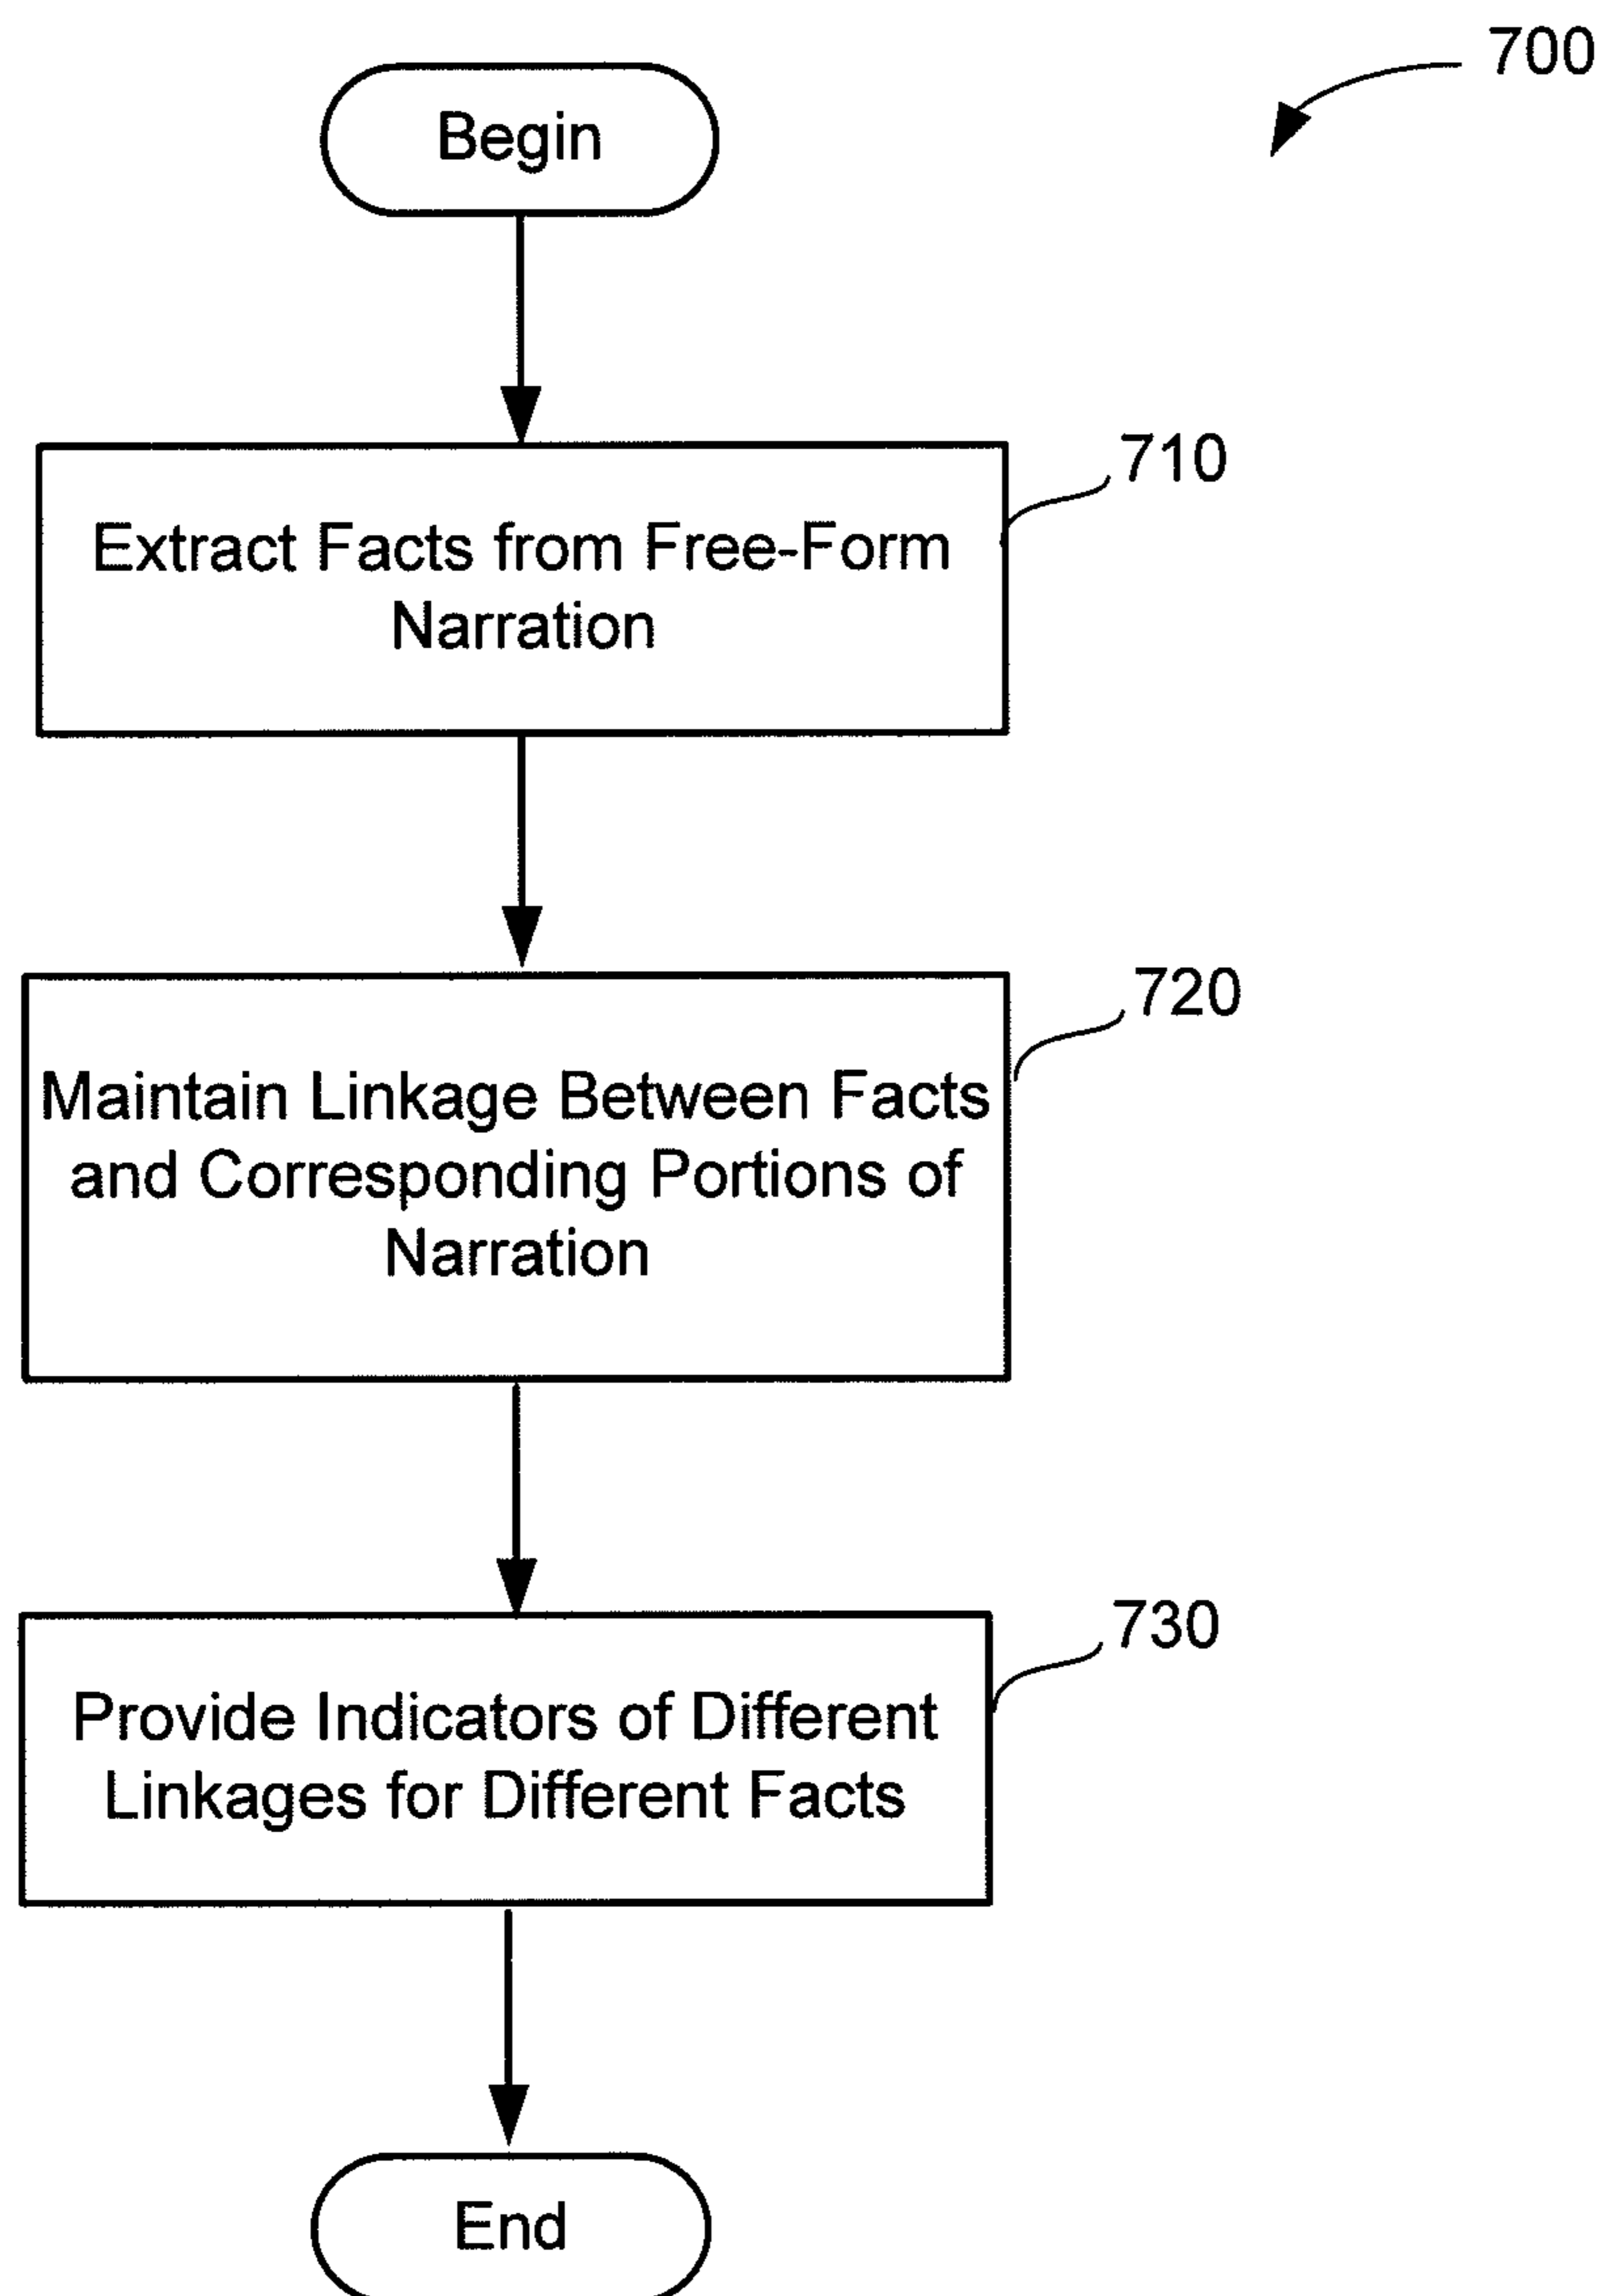 700
Begin
710
Extract Facts from Free-Form
Narration
720
Maintain Linkage Between Facts
and Corresponding Portions of
Narration
730
Provide Indicators of Different
Linkages for Different Facts
End